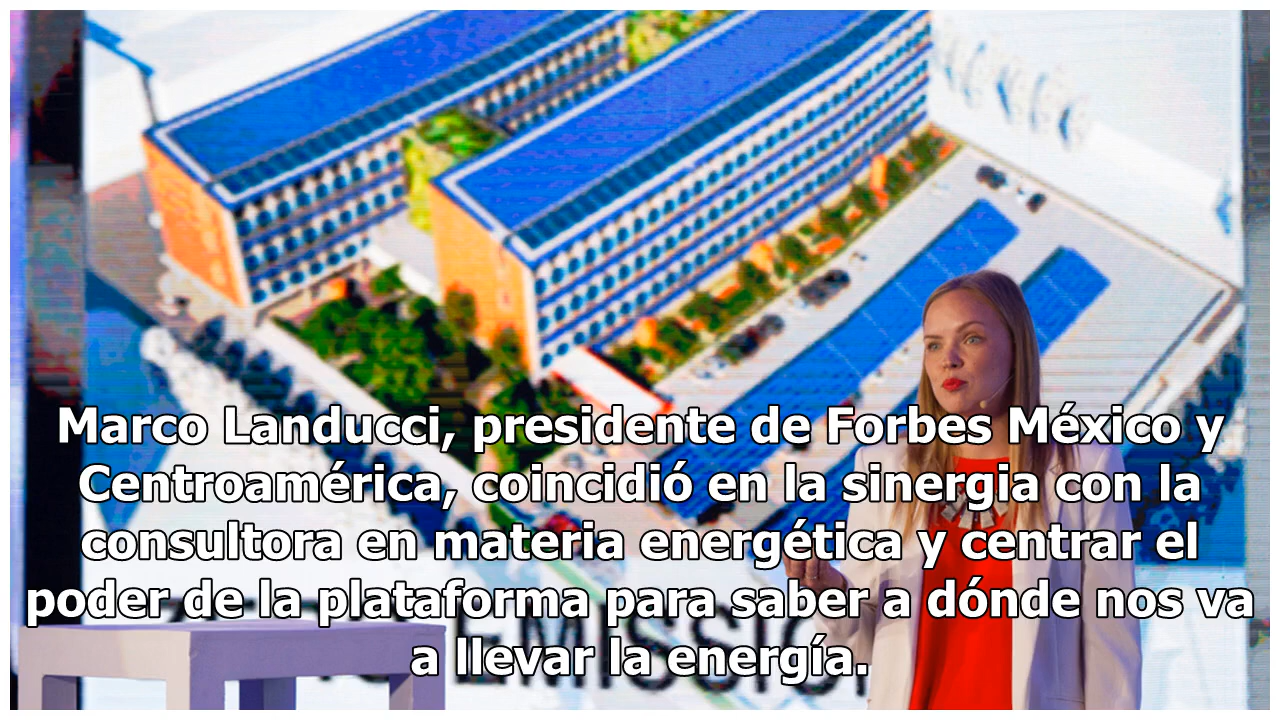 Marco Landucci, presidente de Forbes México y
Centroamérica, coincidió en la sinergia con la
consultora en materia energética y centrar el
poder de la plataforma para saber a dónde nos va
a llevar la energía.